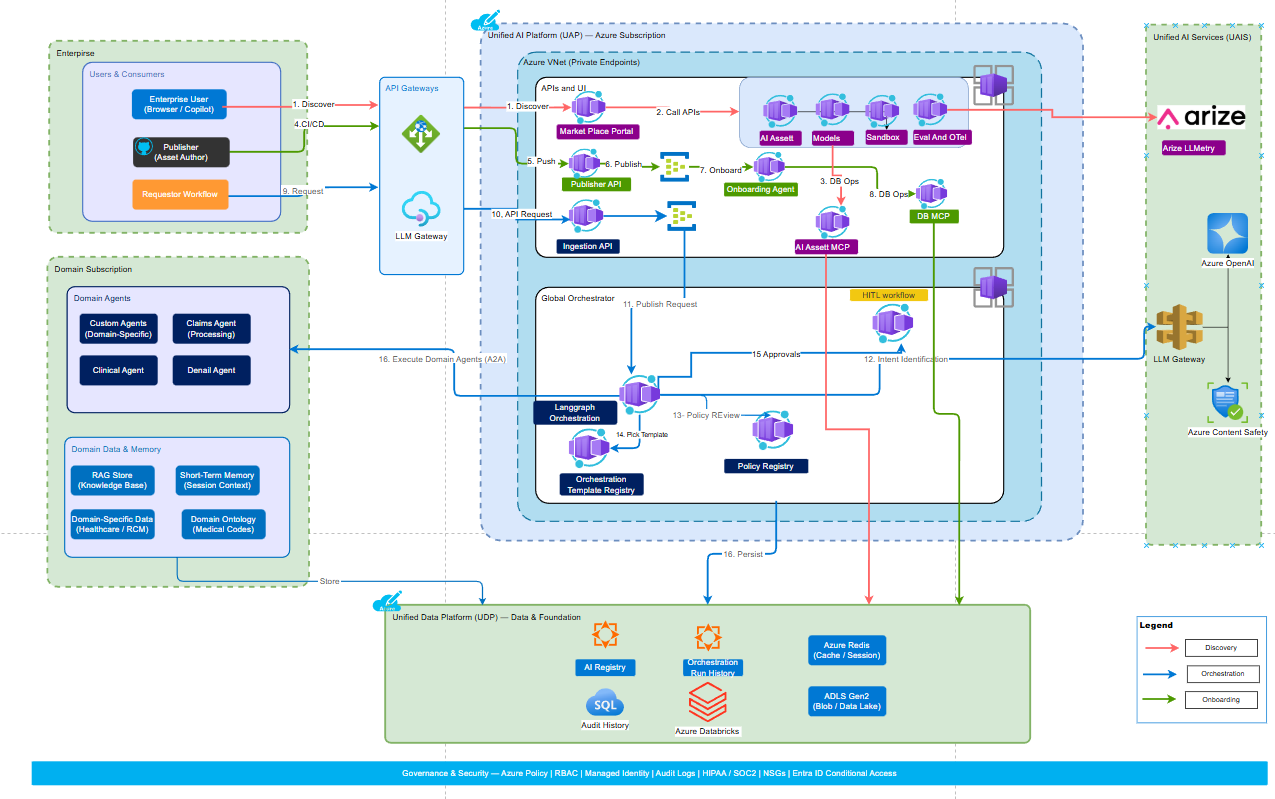 Unified AI Platform (UAP) — Azure Subscription
Unified AI Services (UAIS)
Enterpirse
Users & Consumers
Enterprise User
(Browser / Copilot)
Publisher
(Asset Author)
Requestor Workflow
1. Discover
4.CI/CD
9. Request
API Gateways
LLM Gateway
Azure VNet (Private Endpoints)
APIs and UI
1. Discover
Market Place Portal
2. Call APIs
AI Assett
Models
Sandbox
Eval And OTel
5. Push
Publisher API
6. Publish
7. Onboard
Onboarding Agent
3. DB Ops
8. DB Ops
DB MCP
10, API Request
Ingestion API
AI Assett MCP
arize
Arize LLMetry
Azure OpenAI
LLM Gateway
Azure Content Safety
Domain Subscription
Domain Agents
Custom Agents
(Domain-Specific)
Claims Agent
(Processing)
Clinical Agent
Denail Agent
Domain Data & Memory
RAG Store
(Knowledge Base)
Short-Term Memory
(Session Context)
Domain-Specific Data
(Healthcare / RCM)
Domain Ontology
(Medical Codes)
Global Orchestrator
11. Publish Request
HITL workflow
15 Approvals
12. Intent Identification
16. Execute Domain Agents (A2A)
Langgraph
Orchestration
13- Policy REview
14. Pick Template
Orchestration
Template Registry
Policy Registry
16. Persist
Store
Azure
Azure
Unified Data Platform (UDP) — Data & Foundation
AI Registry
Orchestration
Run History
Azure Redis
(Cache / Session)
SQL
Audit History
Azure Databricks
ADLS Gen2
(Blob / Data Lake)
Legend
Discovery
Orchestration
Onboarding
Governance & Security — Azure Policy | RBAC | Managed Identity | Audit Logs | HIPAA / SOC2 | NSGs | Entra ID Conditional Access